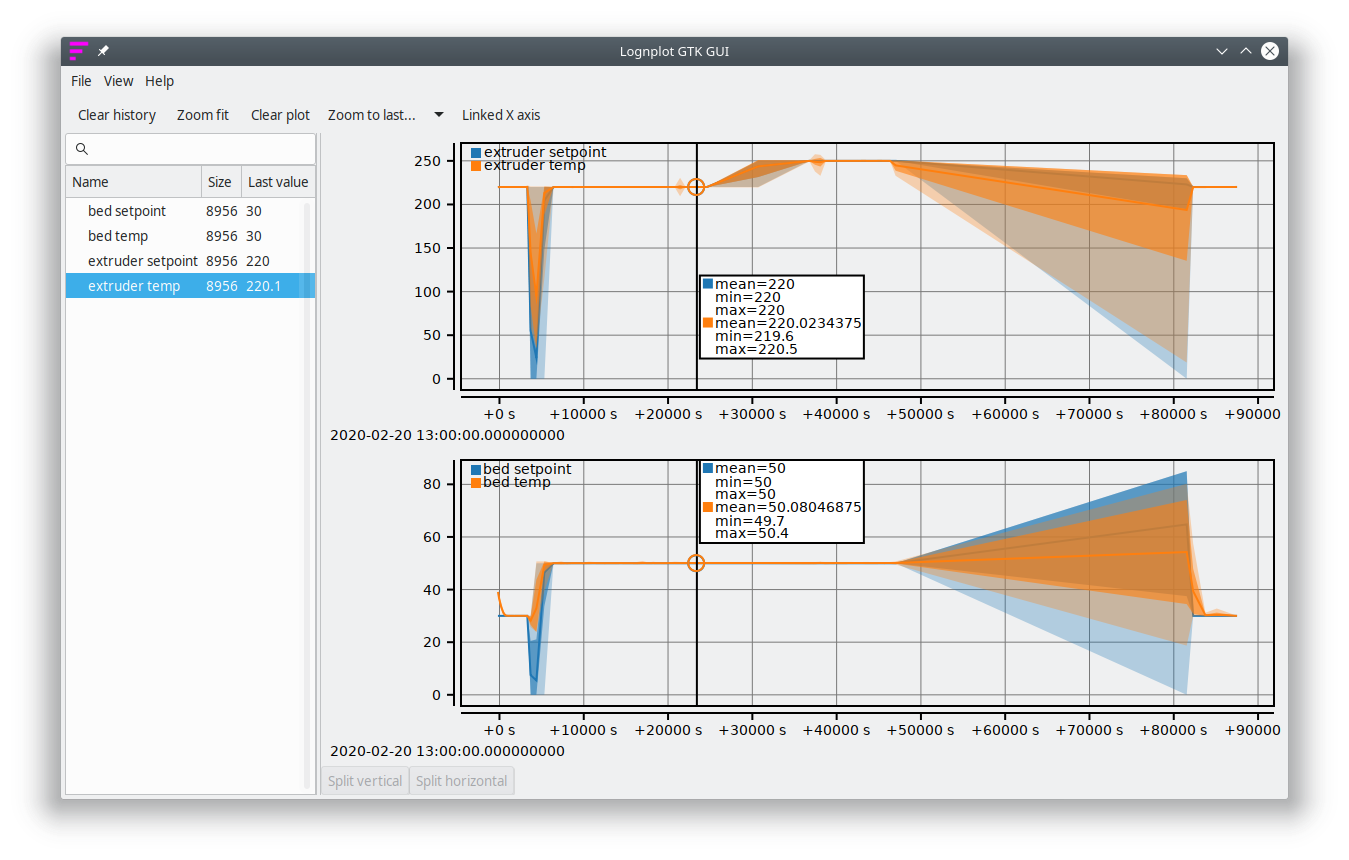 Lognplot GTK GUI
File View Help
Clear history Zoom fit Clear plot Zoom to last... Linked X axis
Name Size Last value
bed setpoint 8956 30
bed temp 8956 30
extruder setpoint 8956 220
extruder temp 8956 220.1
extruder setpoint
extruder temp
250
200
150
100
50
0
mean=220
min=220
max=220
mean=220.0234375
min=219.6
max=220.5
+0 s +10000 s +20000 s +30000 s +40000 s +50000 s +60000 s +70000 s +80000 s +90000
2020-02-20 13:00:00.000000000
bed setpoint
bed temp
80
60
40
20
0
mean=50
min=50
max=50
mean=50.08046875
min=49.7
max=50.4
+0 s +10000 s +20000 s +30000 s +40000 s +50000 s +60000 s +70000 s +80000 s +90000
2020-02-20 13:00:00.000000000
Split vertical Split horizontal